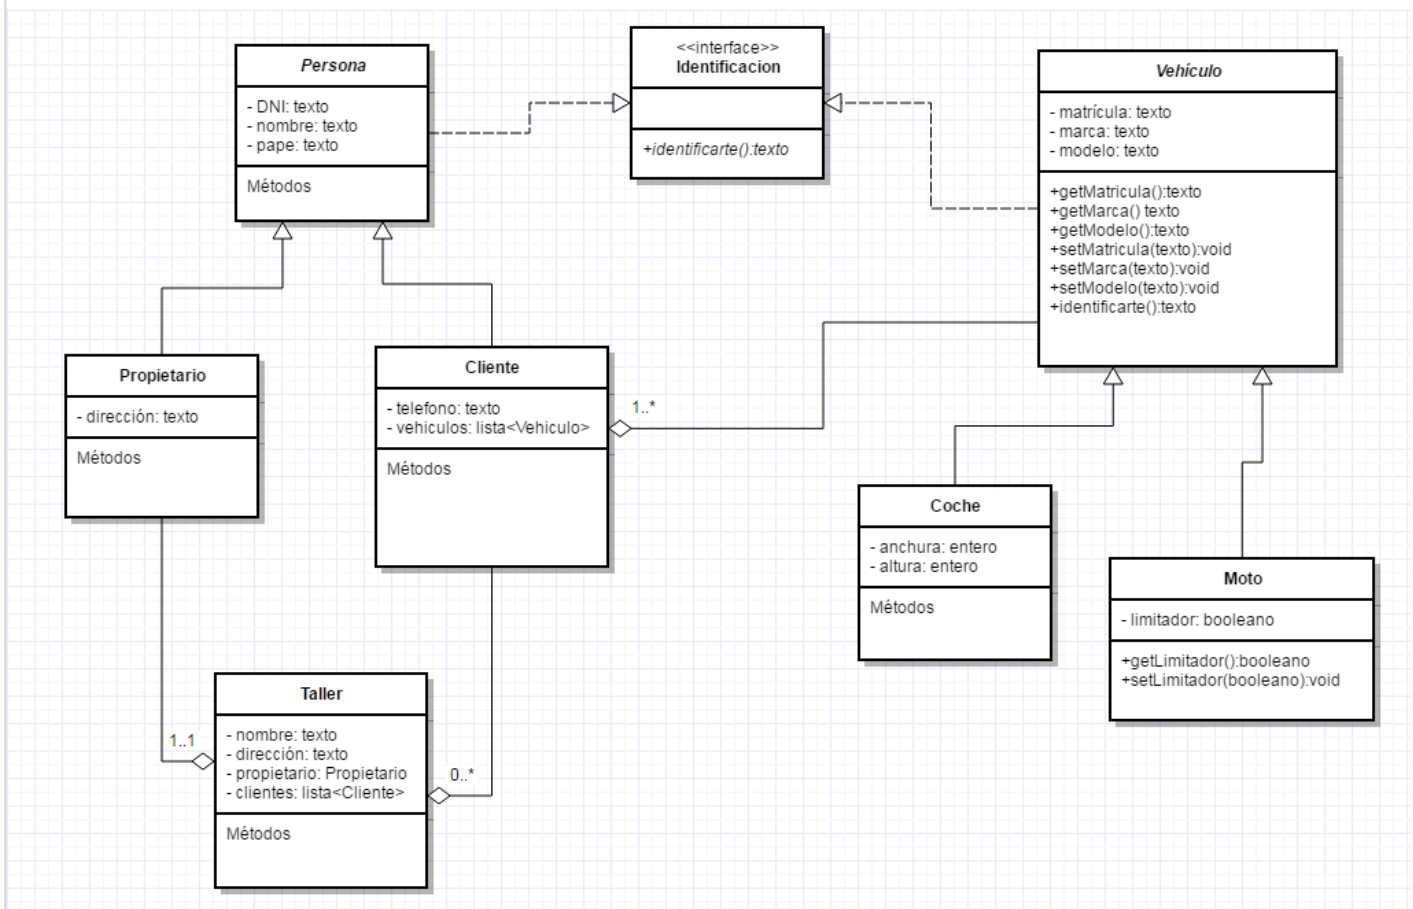 Persona
- DNI: texto
- nombre: texto
- pape: texto
Métodos
<<interface>>
Identificacion
+identificarte():texto
Vehículo
- matrícula: texto
- marca: texto
- modelo: texto
+getMatricula():texto
+getMarca() texto
+getModelo():texto
+setMatricula(texto):void
+setMarca(texto):void
+setModelo(texto):void
+identificarte():texto
Propietario
- dirección: texto
Métodos
Cliente
- telefono: texto
- vehiculos: lista<Vehiculo>
Métodos
1..*
Coche
- anchura: entero
- altura: entero
Métodos
Moto
- limitador: booleano
+getLimitador():booleano
+setLimitador(booleano):void
Taller
- nombre: texto
- dirección: texto
- propietario: Propietario
- clientes: lista<Cliente>
Métodos
1..1
0..*